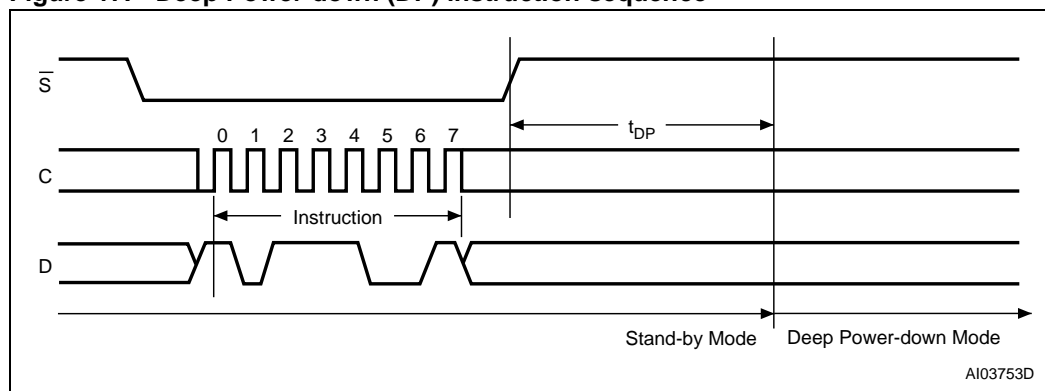 Figure 17. Deep Power-down (DP) instruction sequence
S
tDP
0 1 2 3 4 5 6 7
C
Instruction
D
Stand-by Mode
Deep Power-down Mode
AI03753D